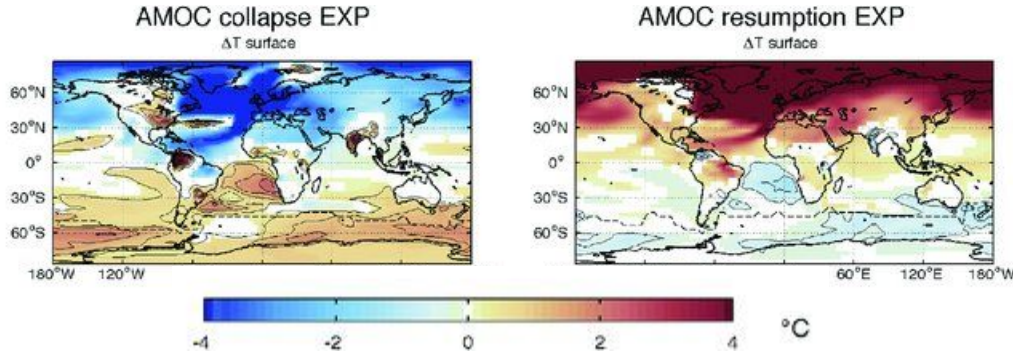 AMOC collapse EXP
ΔT surface
60°N
30°N
0°
30°S
60°S
180°W
120°W
AMOC resumption EXP
ΔT surface
60°N
30°N
0°
30°S
60°S
60°E
120°E
180°W
-4
-2
0
2
4
°C